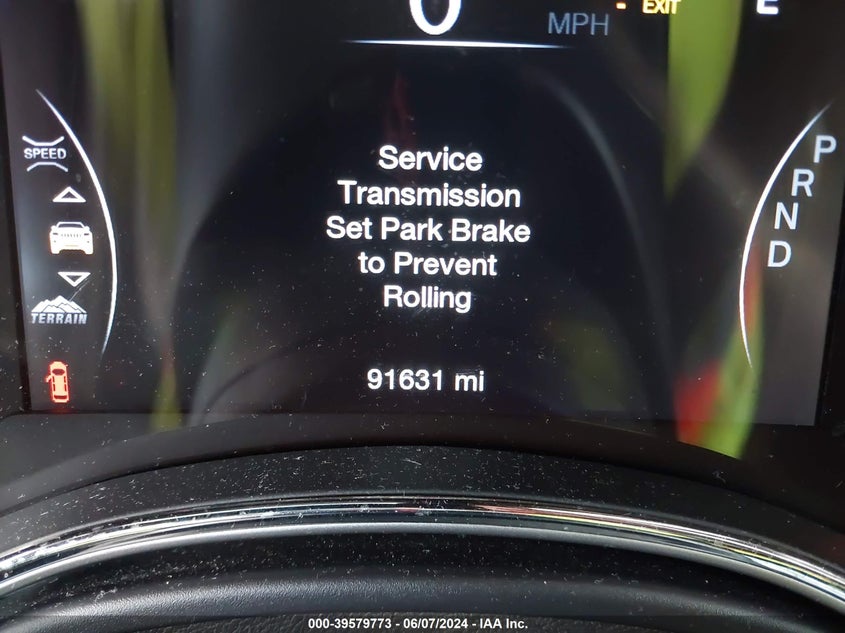 0
MPH
EXIT
E
SPEED
TERRAIN
Service
Transmission
Set Park Brake
to Prevent
Rolling
91631 mi
P
R
N
D
000-39579773 - 06/07/2024 - IAA Inc.